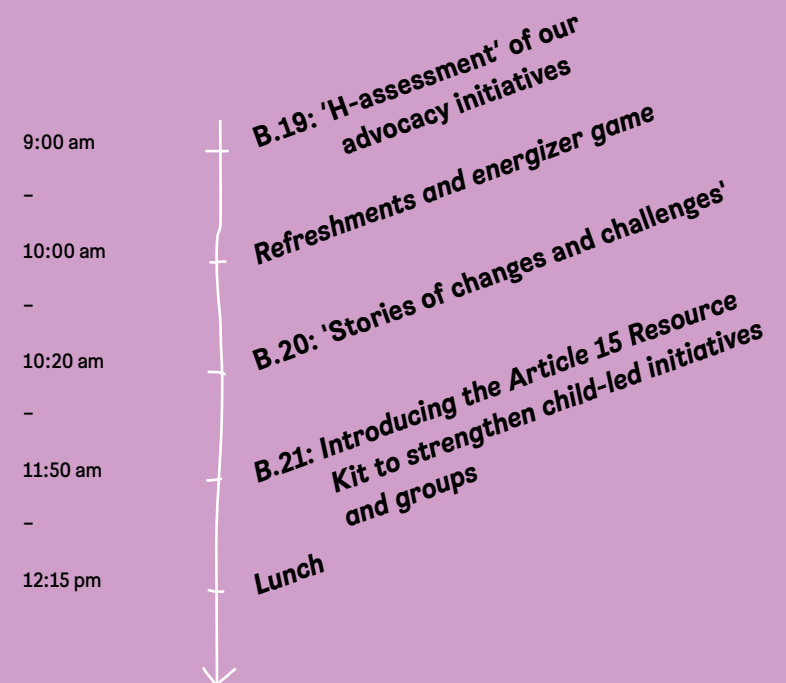 9:00 am
B.19: 'H-assessment' of our
advocacy initiatives
–
10:00 am
Refreshments and energizer game
–
10:20 am
B.20: 'Stories of changes and challenges'
–
11:50 am
B.21: Introducing the Article 15 Resource
Kit to strengthen child-led initiatives
and groups
–
12:15 pm
Lunch